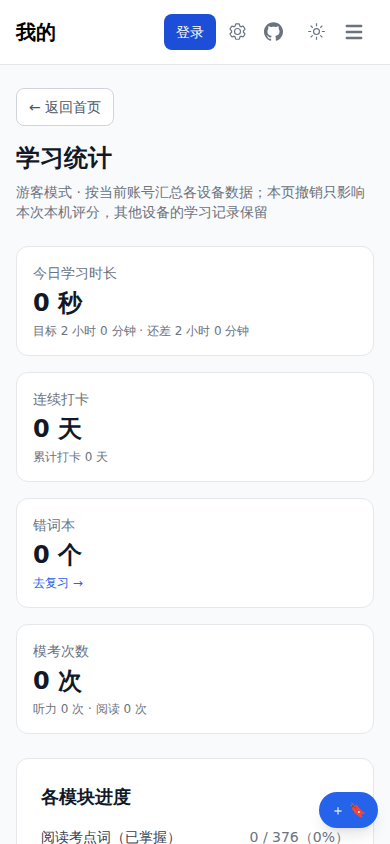 我的
登录
← 返回首页
学习统计
游客模式 · 按当前账号汇总各设备数据；本页撤销只影响
本次本机评分，其他设备的学习记录保留
今日学习时长
0 秒
目标 2 小时 0 分钟 · 还差 2 小时 0 分钟
连续打卡
0 天
累计打卡 0 天
错词本
0 个
去复习 →
模考次数
0 次
听力 0 次 · 阅读 0 次
各模块进度
+
阅读考点词（已掌握）
0 / 376（0%）